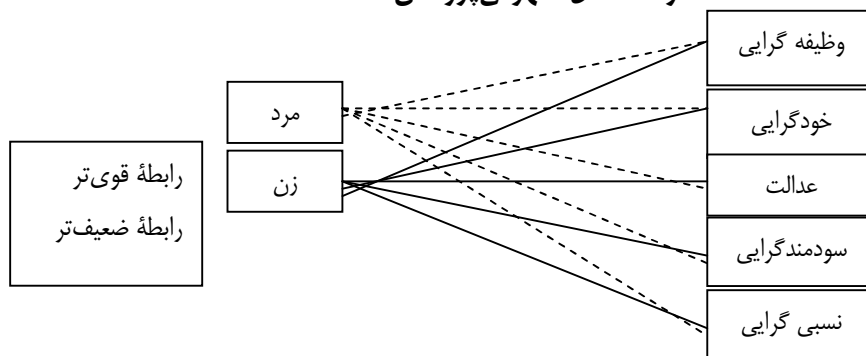 وظیفه گرایی
مرد
خودگرایی
رابطهٔ قوی‌تر
زن
عدالت
رابطهٔ ضعیف‌تر
سودمندگرایی
نسبی گرایی